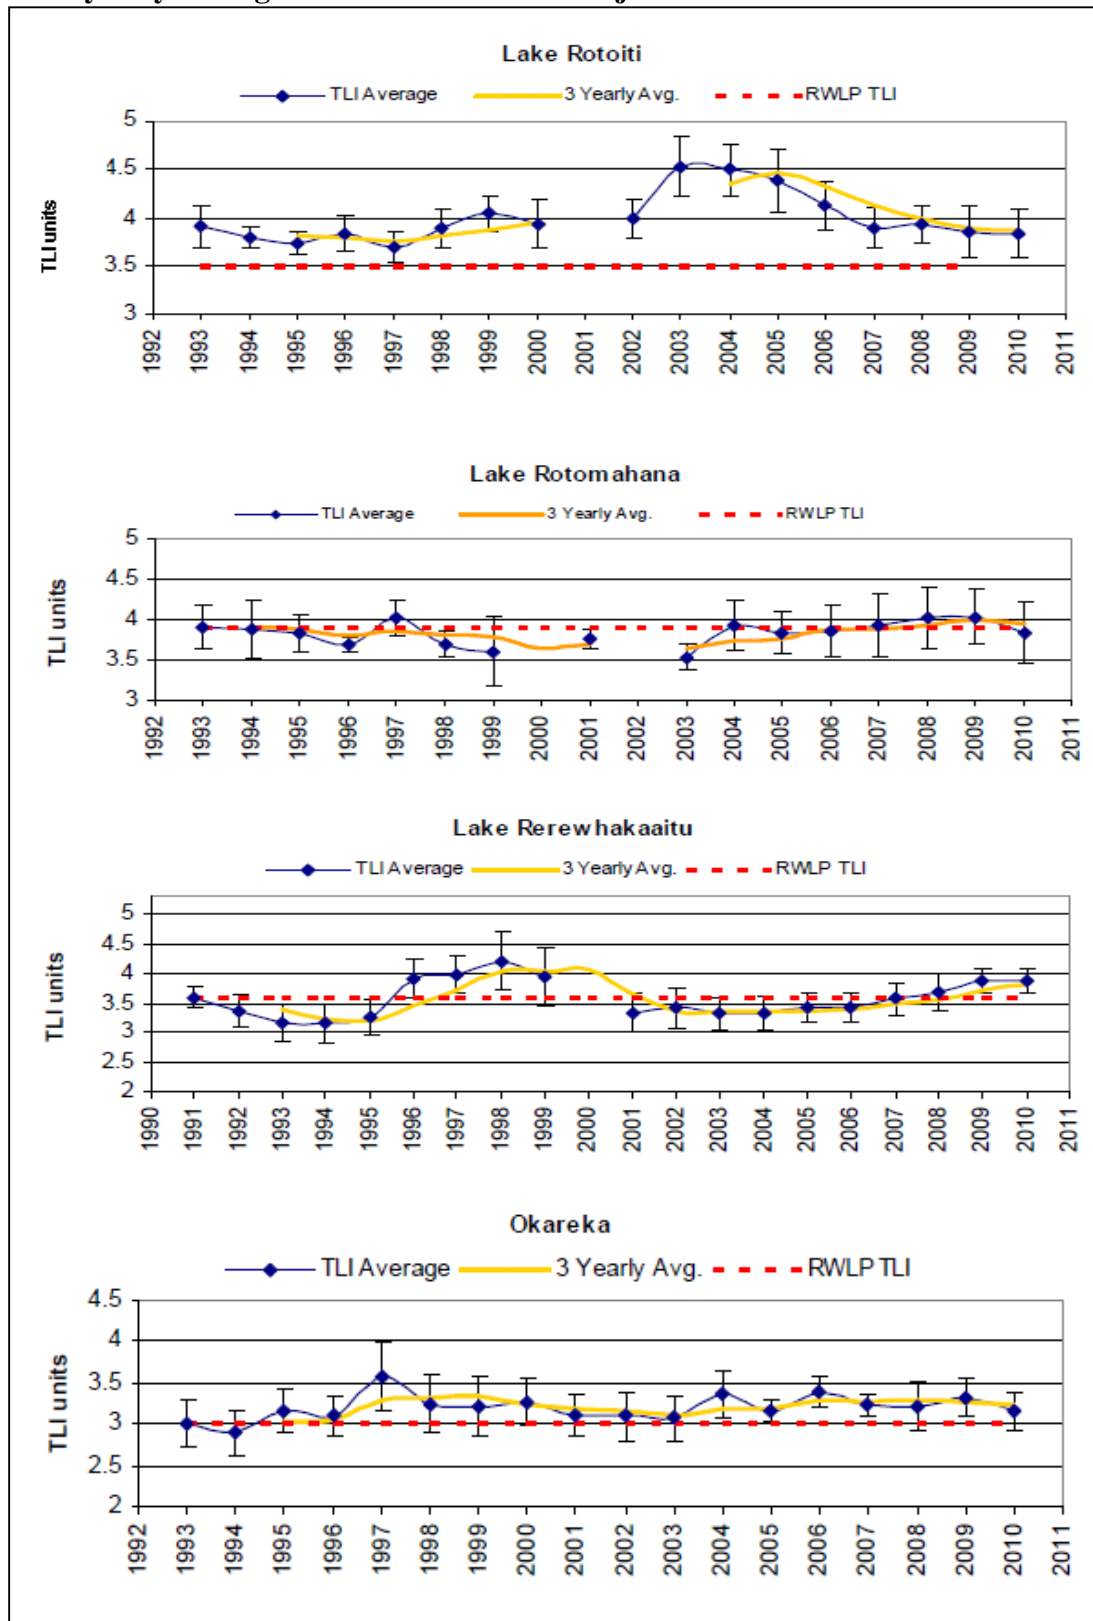 Lake Rotoiti
TLI Average 3 Yearly Avg. RWLP TLI
TLI units
5
4.5
4
3.5
3
1992 1993 1994 1995 1996 1997 1998 1999 2000 2001 2002 2003 2004 2005 2006 2007 2008 2009 2010 2011
Lake Rotomahana
TLI Average 3 Yearly Avg. RWLP TLI
TLI units
5
4.5
4
3.5
3
1992 1993 1994 1995 1996 1997 1998 1999 2000 2001 2002 2003 2004 2005 2006 2007 2008 2009 2010 2011
Lake Rerewhakaaitu
TLI Average 3 Yearly Avg. RWLP TLI
TLI units
5
4.5
4
3.5
3
2.5
2
1990 1991 1992 1993 1994 1995 1996 1997 1998 1999 2000 2001 2002 2003 2004 2005 2006 2007 2008 2009 2010 2011
Okareka
TLI Average 3 Yearly Avg. RWLP TLI
TLI units
4.5
4
3.5
3
2.5
2
1992 1993 1994 1995 1996 1997 1998 1999 2000 2001 2002 2003 2004 2005 2006 2007 2008 2009 2010 2011